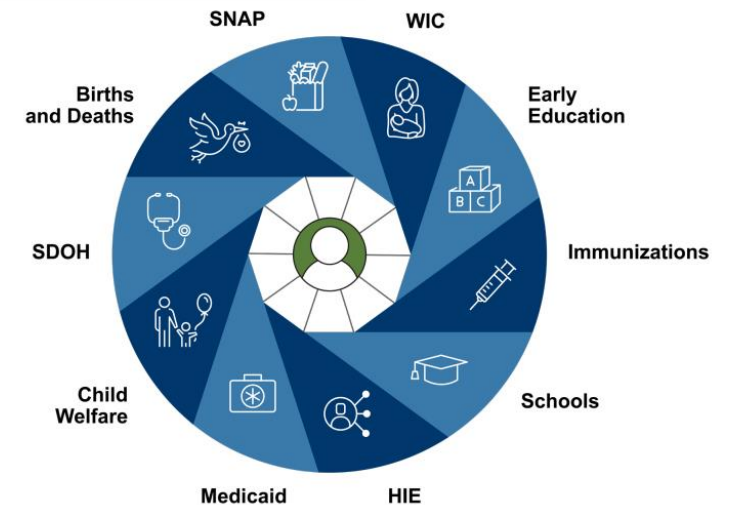 SNAP
WIC
Early
Education
Immunizations
Schools
HIE
Medicaid
Child
Welfare
SDOH
Births
and Deaths
A
B C